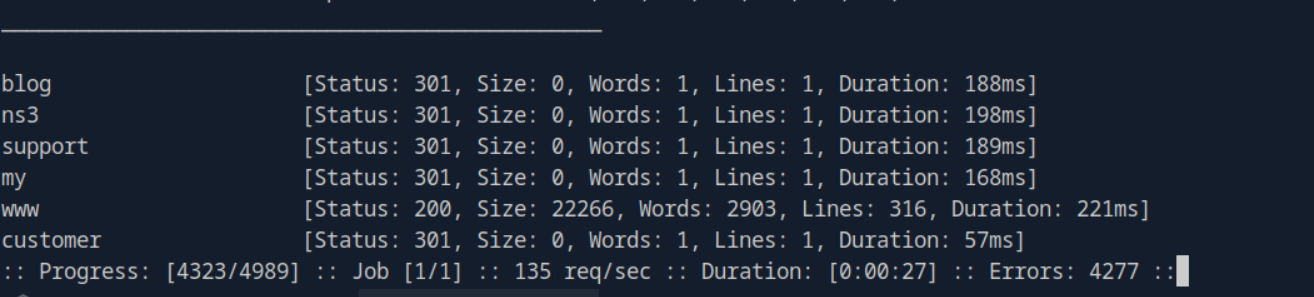 blog [Status: 301, Size: 0, Words: 1, Lines: 1, Duration: 188ms]
ns3 [Status: 301, Size: 0, Words: 1, Lines: 1, Duration: 198ms]
support [Status: 301, Size: 0, Words: 1, Lines: 1, Duration: 189ms]
my [Status: 301, Size: 0, Words: 1, Lines: 1, Duration: 168ms]
www [Status: 200, Size: 22266, Words: 2903, Lines: 316, Duration: 221ms]
customer [Status: 301, Size: 0, Words: 1, Lines: 1, Duration: 57ms]
:: Progress: [4323/4989] :: Job [1/1] :: 135 req/sec :: Duration: [0:00:27] :: Errors: 4277 ::